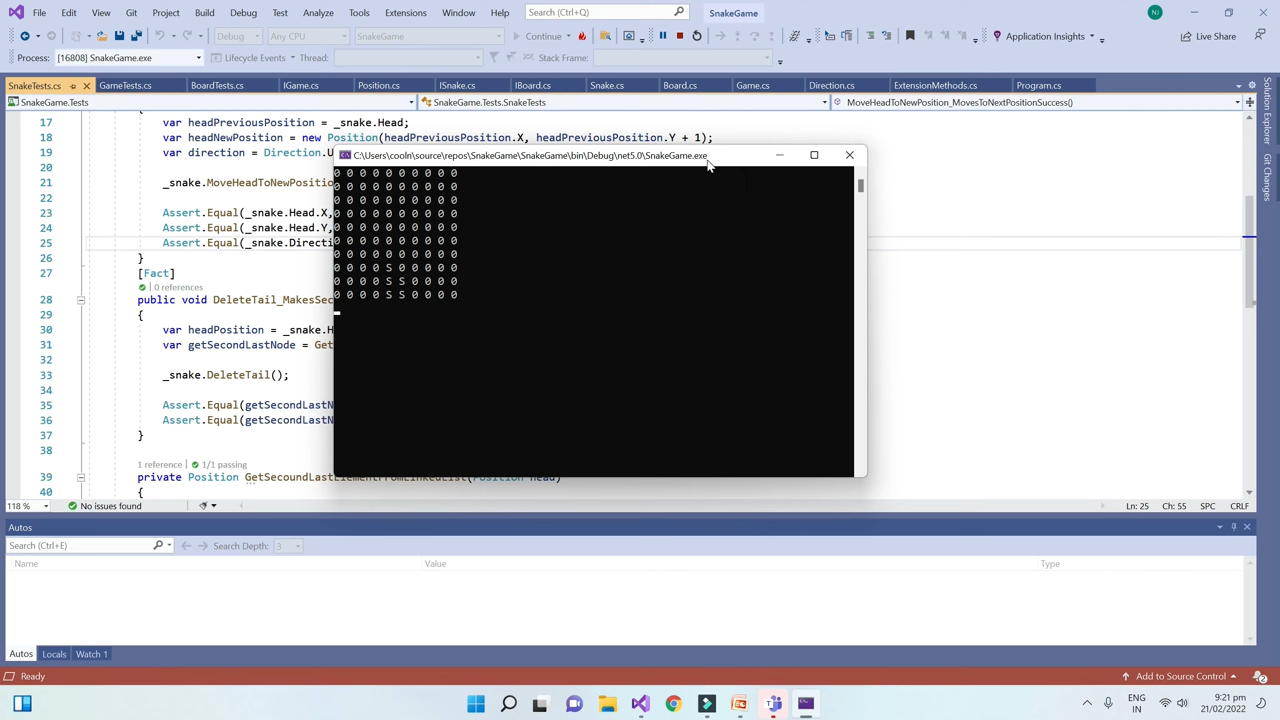 File Edit View Git Project Build Debug Test Analyze Tools Extensions Window Help Search (Ctrl+Q) SnakeGame NJ
Debug Any CPU SnakeGame Continue Application Insights Live Share
Process: [16808] SnakeGame.exe Lifecycle Events Thread: Stack Frame:
SnakeTests.cs GameTests.cs BoardTests.cs IGame.cs Position.cs ISnake.cs IBoard.cs Snake.cs Board.cs Game.cs Direction.cs ExtensionMethods.cs Program.cs
SnakeGame.Tests SnakeGame.Tests.SnakeTests MoveHeadToNewPosition_MovesToNextPositionSuccess()
17 var headPreviousPosition = _snake.Head;
18 var headNewPosition = new Position(headPreviousPosition.X, headPreviousPosition.Y + 1);
19 var direction = Direction.U
20
21 _snake.MoveHeadToNewPositio
22
23 Assert.Equal(_snake.Head.X,
24 Assert.Equal(_snake.Head.Y,
25 Assert.Equal(_snake.Directi
26 }
27 [Fact]
0 references
28 public void DeleteTail_MakesSec
29 {
30 var headPosition = _snake.H
31 var getSecondLastNode = Get
32
33 _snake.DeleteTail();
34
35 Assert.Equal(getSecondLastN
36 Assert.Equal(getSecondLastN
37 }
38
1 reference 1/1 passing
39 private Position GetSecoundLastElementFromLinkedList(Position head)
40 {
C:\Users\cooln\source\repos\SnakeGame\SnakeGame\bin\Debug\net5.0\SnakeGame.exe
0 0 0 0 0 0 0 0 0 0
0 0 0 0 0 0 0 0 0 0
0 0 0 0 0 0 0 0 0 0
0 0 0 0 0 0 0 0 0 0
0 0 0 0 0 0 0 0 0 0
0 0 0 0 0 0 0 0 0 0
0 0 0 0 0 0 0 0 0 0
0 0 0 0 S 0 0 0 0 0
0 0 0 0 S S 0 0 0 0
0 0 0 0 S S 0 0 0 0
Solution Explorer
Git Changes
118 % No issues found Ln: 25 Ch: 55 SPC CRLF
Autos
Search (Ctrl+E) Search Depth: 3
Name Value Type
Autos Locals Watch 1
Ready Add to Source Control 2
ENG
IN
9:21 pm
21/02/2022